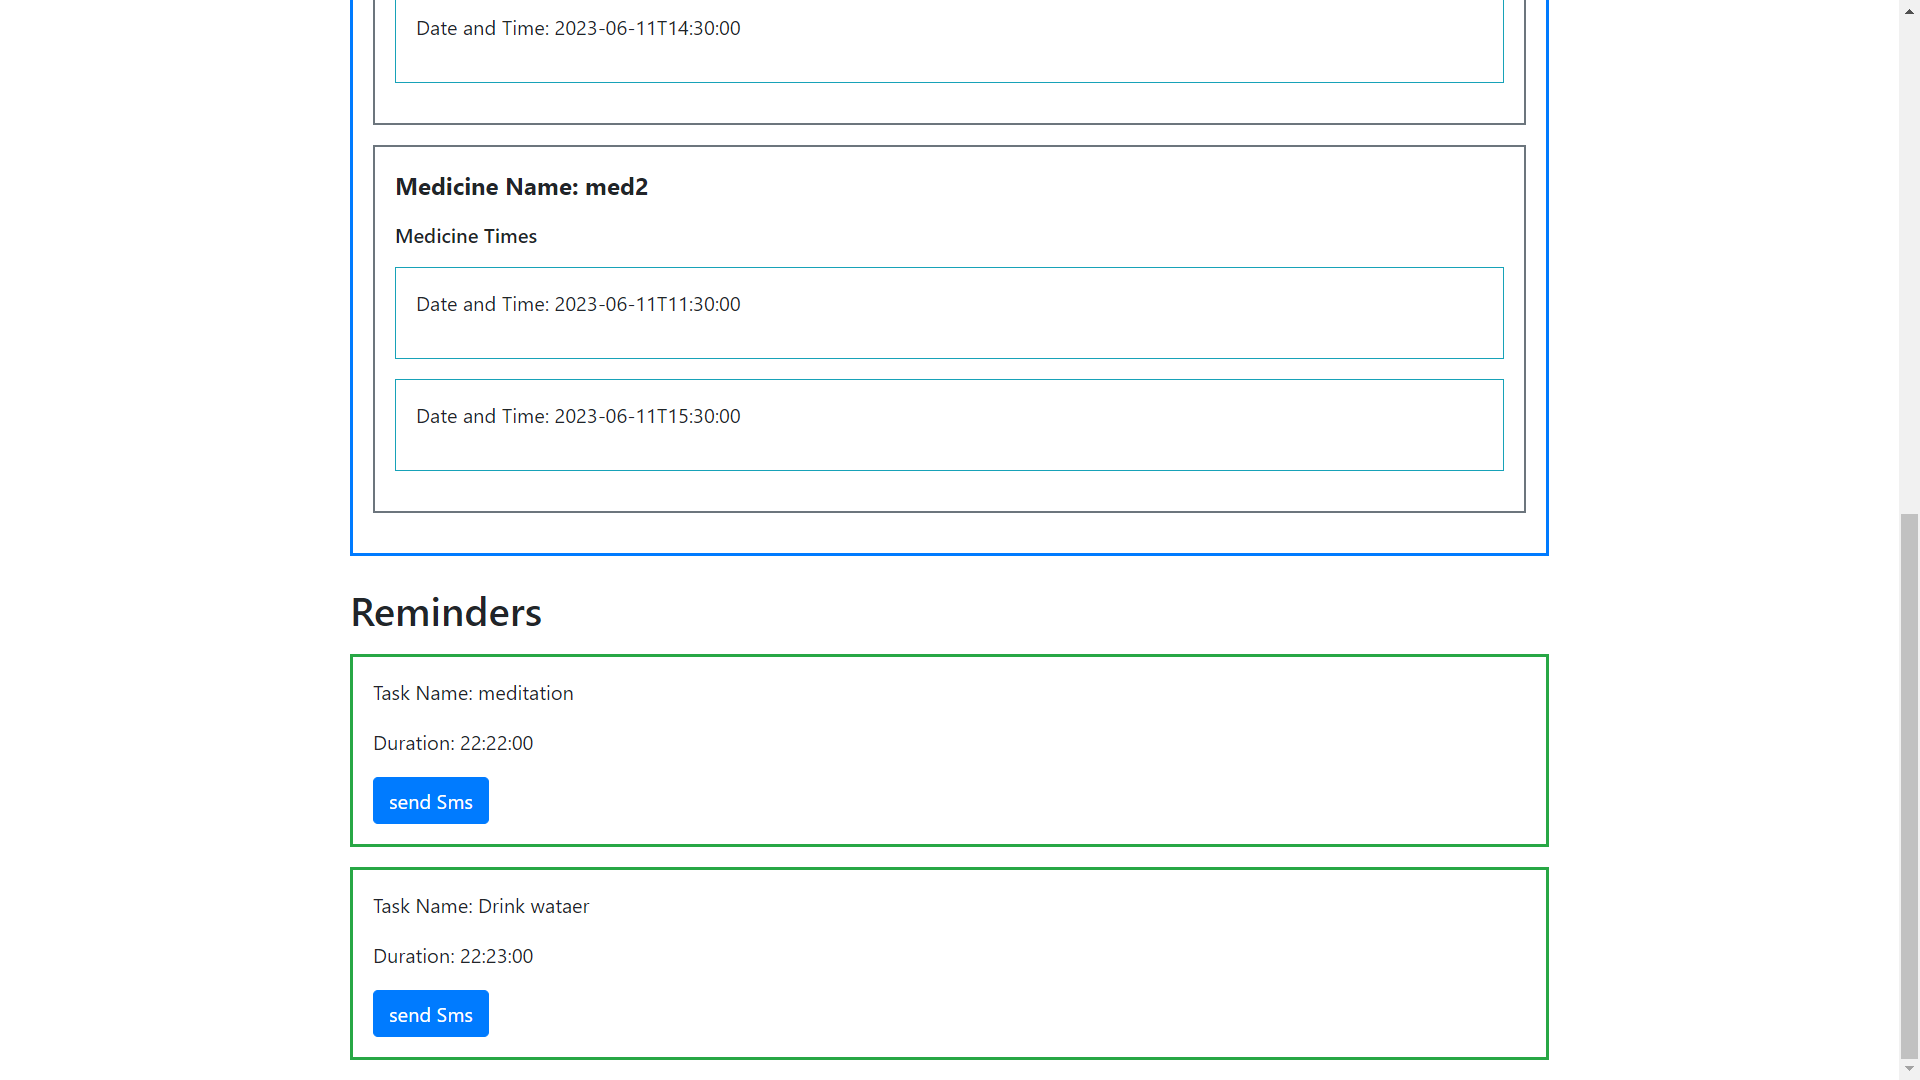 Date and Time: 2023-06-11T14:30:00
Medicine Name: med2
Medicine Times
Date and Time: 2023-06-11T11:30:00
Date and Time: 2023-06-11T15:30:00
Reminders
Task Name: meditation
Duration: 22:22:00
send Sms
Task Name: Drink wataer
Duration: 22:23:00
send Sms